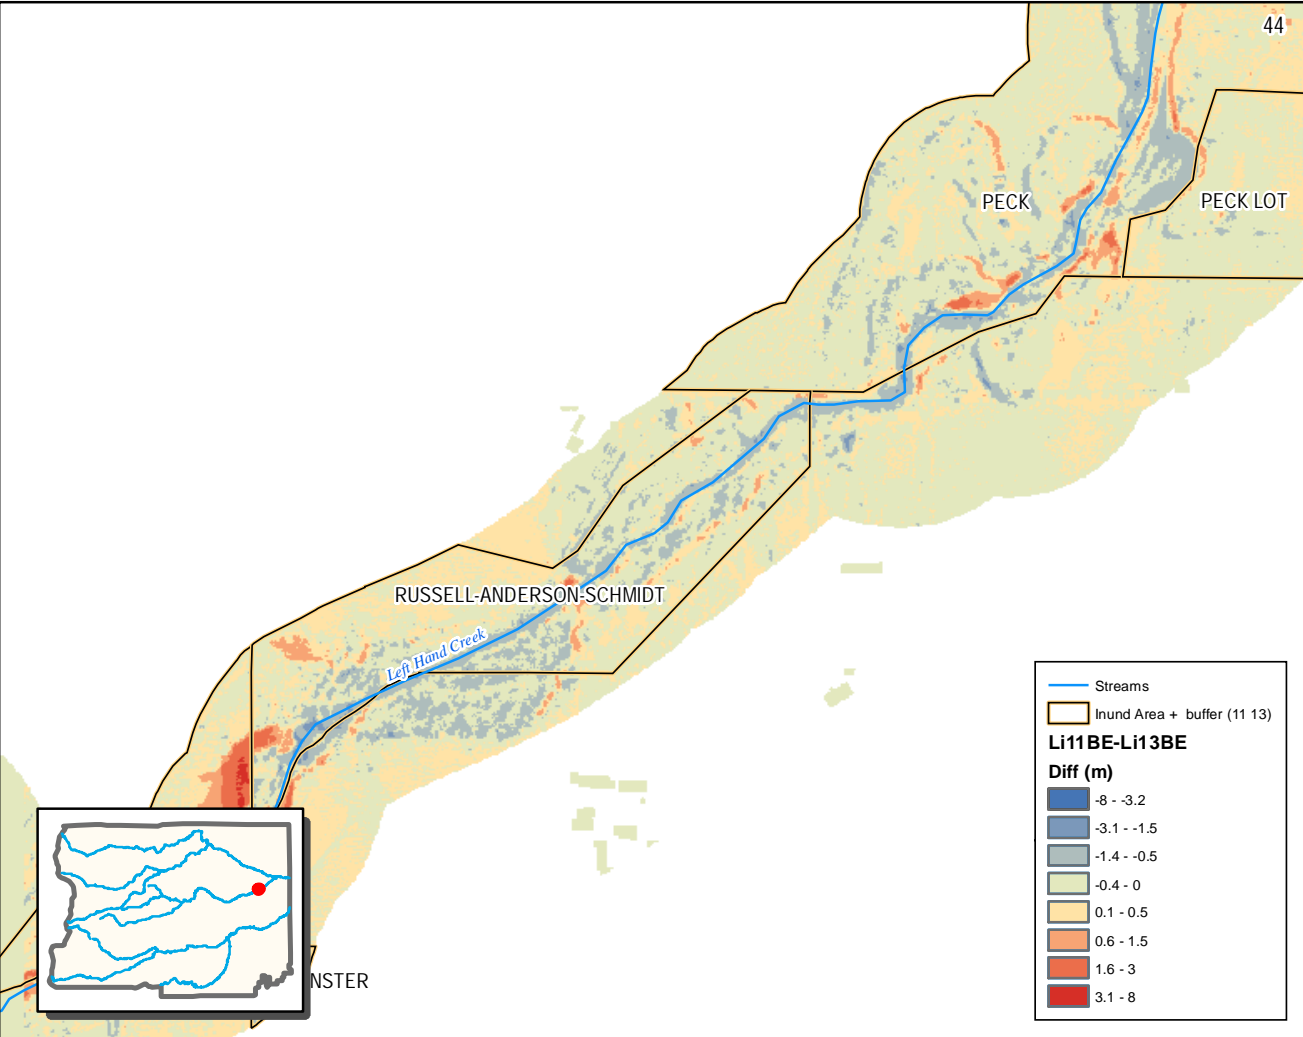 44
PECK
PECK LOT
RUSSELL-ANDERSON-SCHMIDT
Left Hand Creek
NSTER
Streams
Inund Area + buffer (11 13)
Li11BE-Li13BE
Diff (m)
-8 - -3.2
-3.1 - -1.5
-1.4 - -0.5
-0.4 - 0
0.1 - 0.5
0.6 - 1.5
1.6 - 3
3.1 - 8